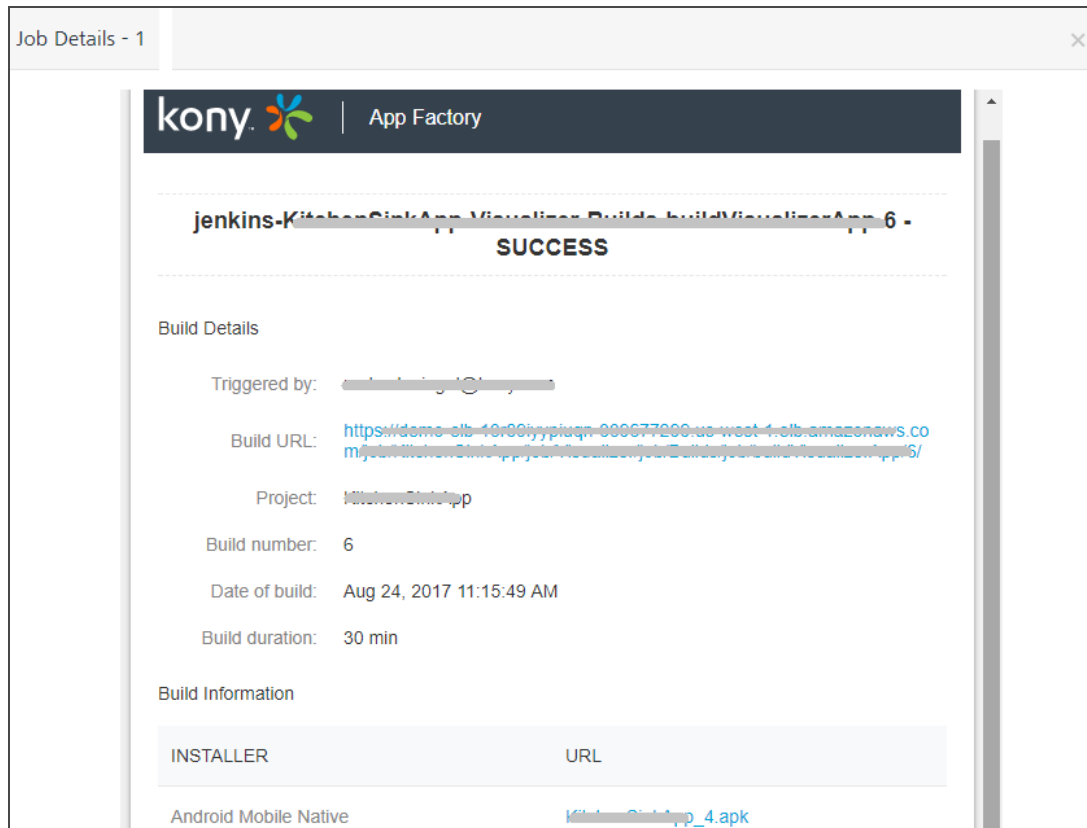 Job Details - 1
kony.
App Factory
6 -
SUCCESS
Build Details
Triggered by:
Build URL:
Project:
Build number: 6
Date of build: Aug 24, 2017 11:15:49 AM
Build duration: 30 min
Build Information
INSTALLER URL
Android Mobile Native